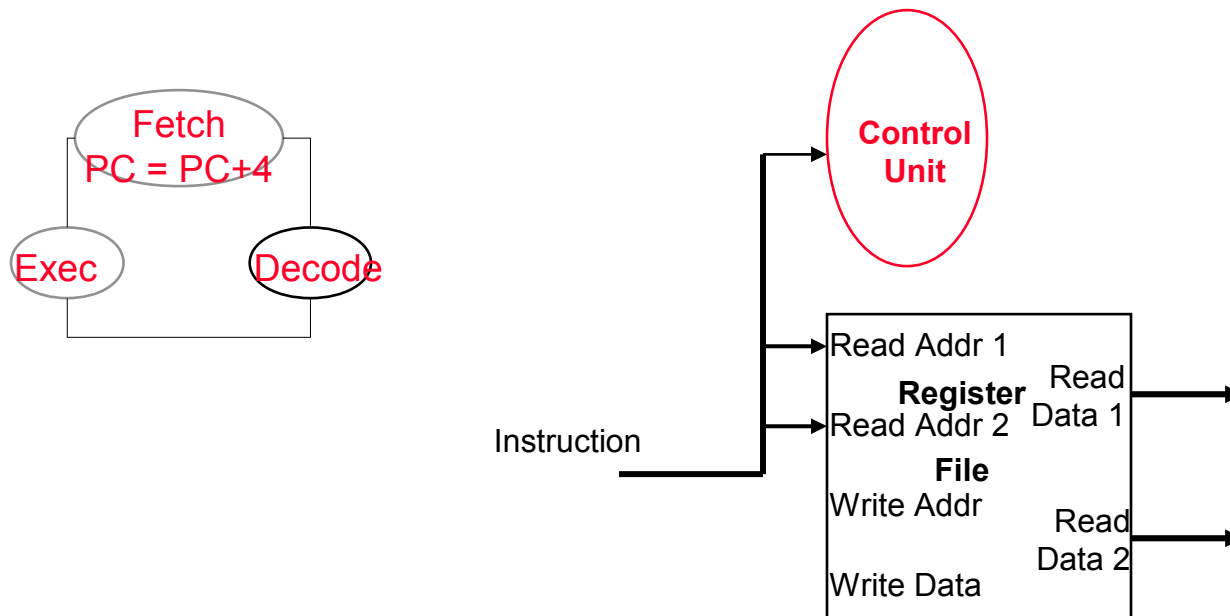 Fetch
PC = PC+4
Exec
Decode
Control
Unit
Instruction
Read Addr 1
Register
Read Addr 2
File
Write Addr
Write Data
Read
Data 1
Read
Data 2